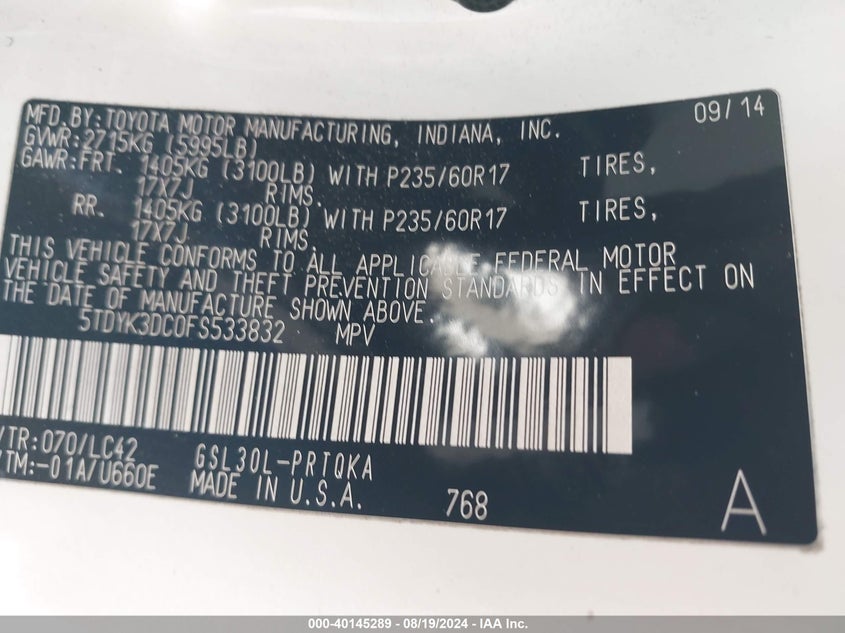 MFD.BY:TOYOTA MOTOR MANUFACTURING, INDIANA, INC. 09/14
GVWR:2715KG (5995LB)
GAWR:FRT. 1405KG (3100LB) WITH P235/60R17 TIRES,
17X7J RIMS.
RR. 1405KG (3100LB) WITH P235/60R17 TIRES,
17X7J RIMS.
THIS VEHICLE CONFORMS TO ALL APPLICABLE FEDERAL MOTOR
VEHICLE SAFETY AND THEFT PREVENTION STANDARDS IN EFFECT ON
THE DATE OF MANUFACTURE SHOWN ABOVE.
5TDYK3DC0FS533832 MPV
/TR:070/LC42 GSL30L-PRTQKA
/TM:-01A/U660E MADE IN U.S.A. 768 A
000-40145289 - 08/19/2024 - IAA Inc.